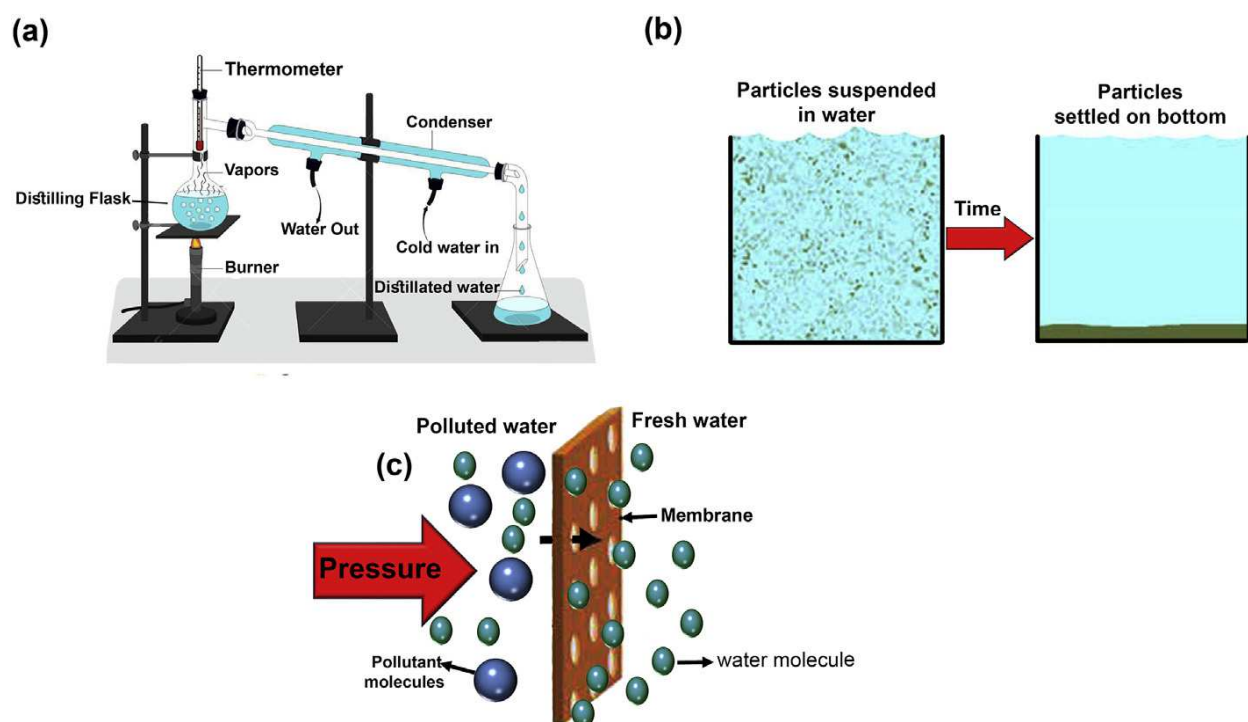 (a)
Thermometer
Condenser
Vapors
Distilling Flask
Water Out
Cold water in
Burner
Distillated water
(b)
Particles suspended
in water
Particles
settled on bottom
Time
Polluted water
Fresh water
(c)
Membrane
Pressure
Pollutant
molecules
water molecule